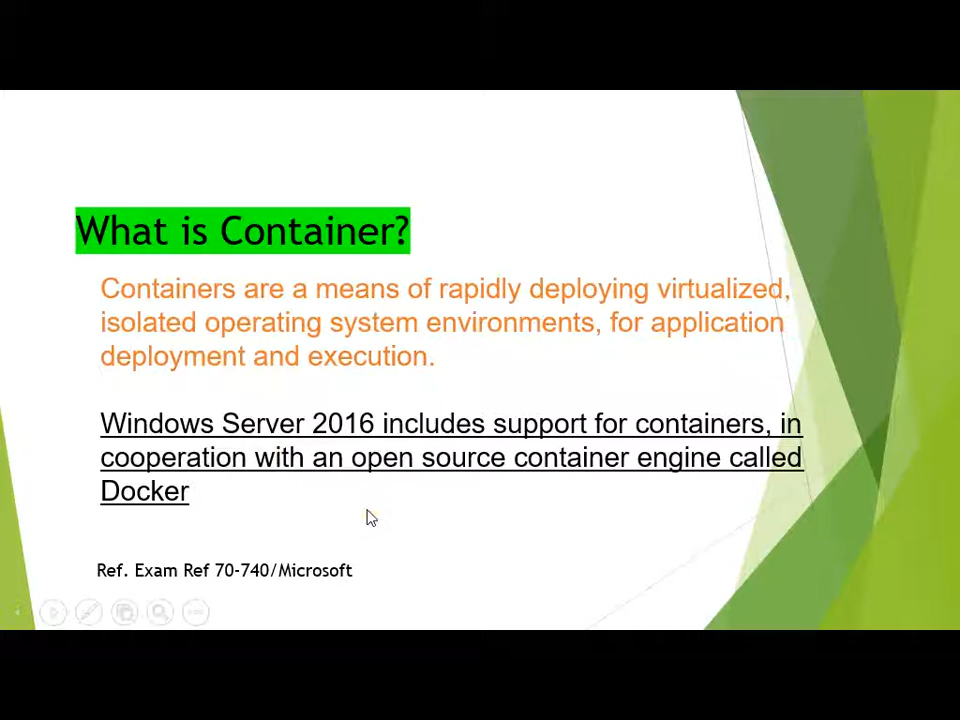 What is Container?
Containers are a means of rapidly deploying virtualized,
isolated operating system environments, for application
deployment and execution.
Windows Server 2016 includes support for containers, in
cooperation with an open source container engine called
Docker
Ref. Exam Ref 70-740/Microsoft